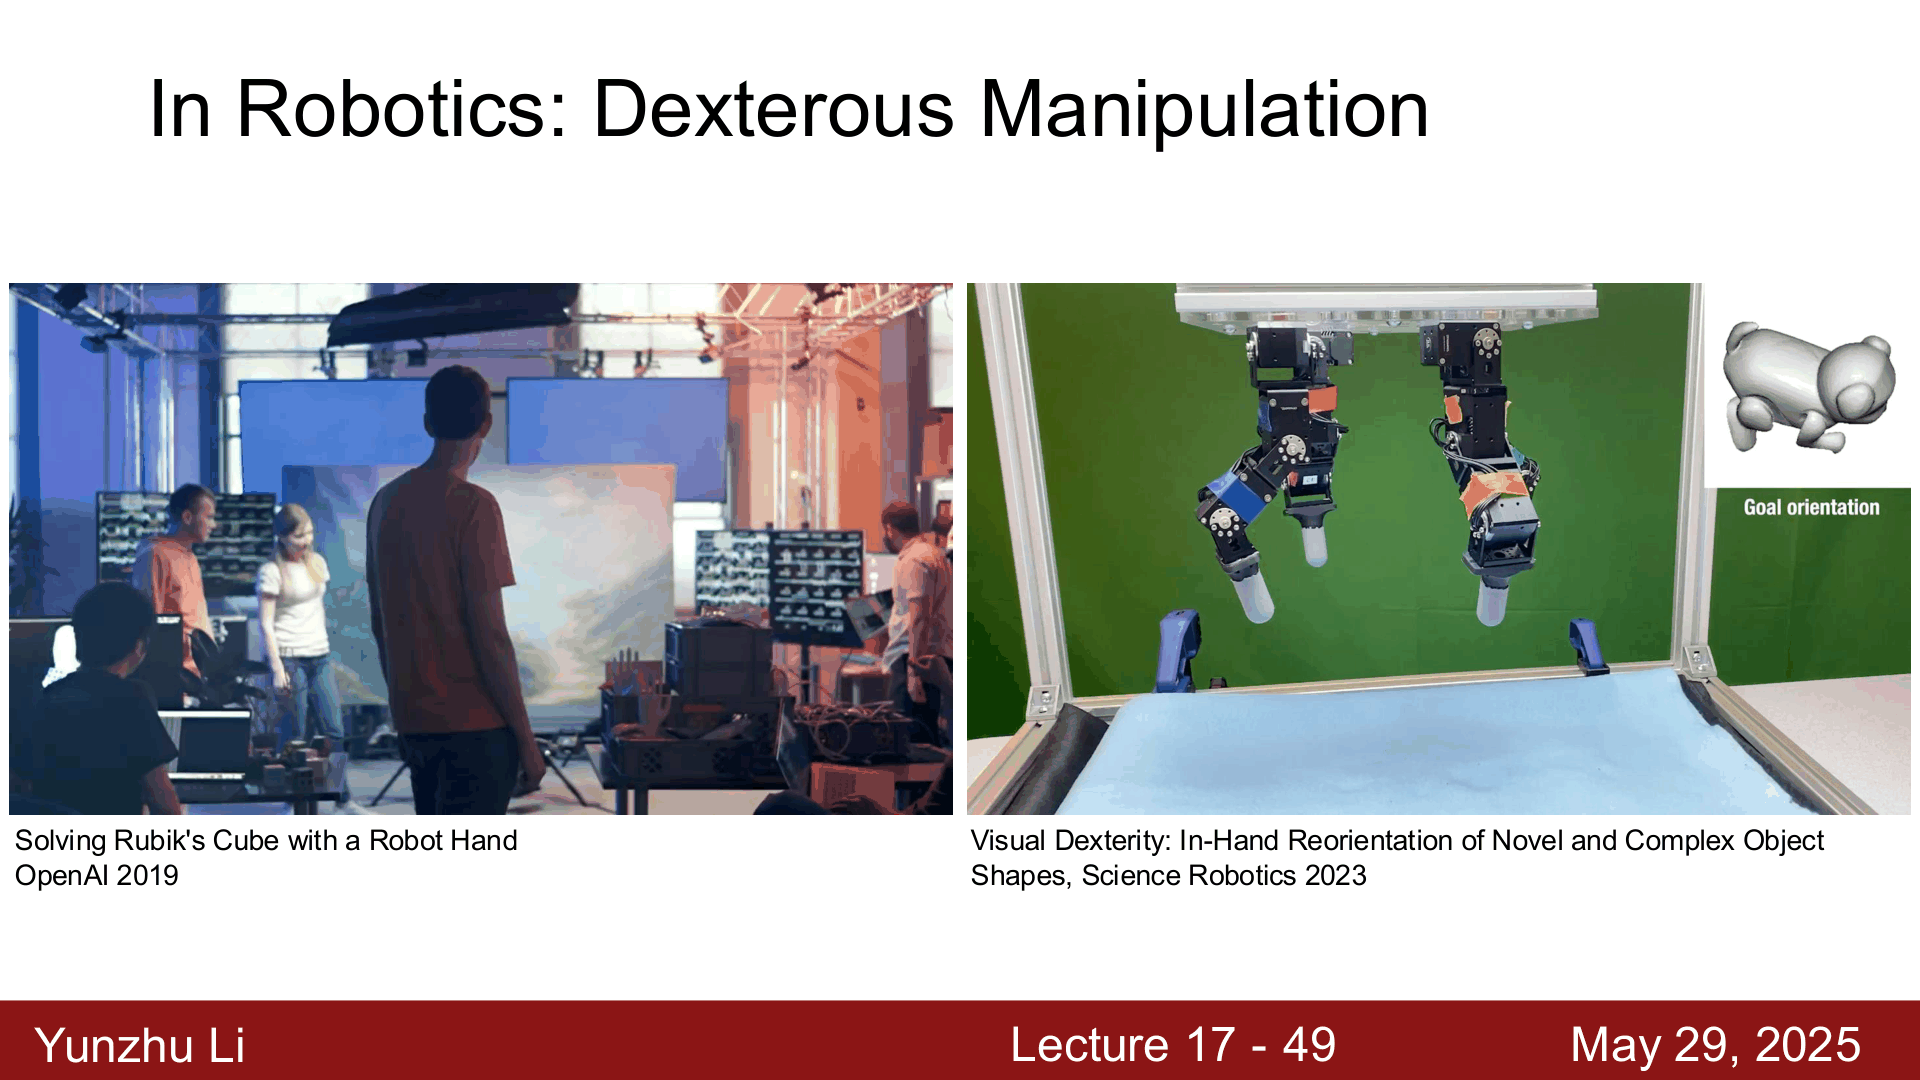 In Robotics: Dexterous Manipulation
Goal orientation
Solving Rubik's Cube with a Robot Hand
OpenAI 2019
Visual Dexterity: In-Hand Reorientation of Novel and Complex Object
Shapes, Science Robotics 2023
Yunzhu Li
Lecture 17 - 49
May 29, 2025